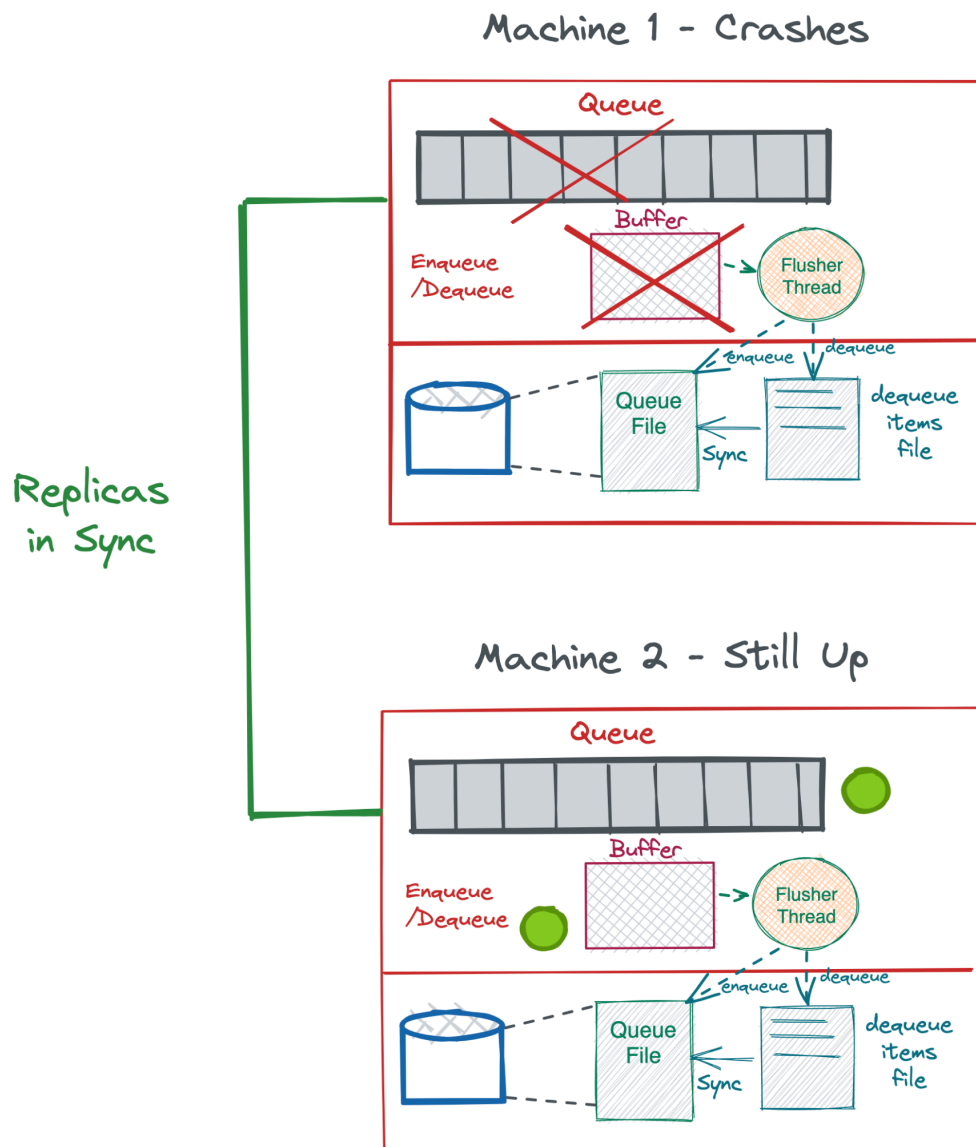 Machine 1 - Crashes
Queue
Buffer
Enqueue
/Dequeue
Flusher
Thread
enqueue
dequeue
Queue
File
Sync
dequeue
items
file
Replicas
in Sync
Machine 2 - Still Up
Queue
Buffer
Enqueue
/Dequeue
Flusher
Thread
enqueue
dequeue
Queue
File
Sync
dequeue
items
file